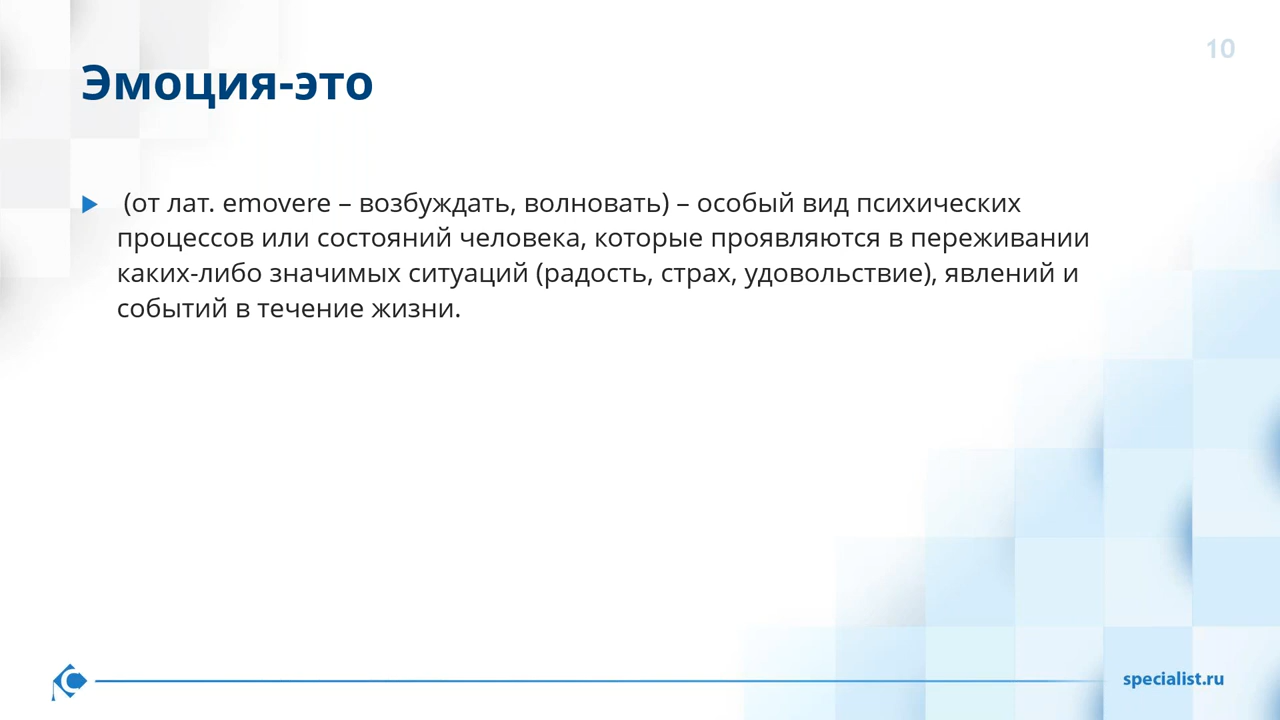 10
Эмоция-это
(от лат. emovere – возбуждать, волновать) – особый вид психических
процессов или состояний человека, которые проявляются в переживании
каких-либо значимых ситуаций (радость, страх, удовольствие), явлений и
событий в течение жизни.
specialist.ru